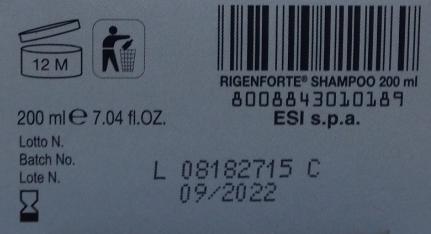 12 M
RIGENFORTE® SHAMPOO 200 ml
8008843010189
ESI s.p.a.
200 ml ℮ 7.04 fl.OZ.
Lotto N.
Batch No.
Lote N.
L 08182715 C
09/2022